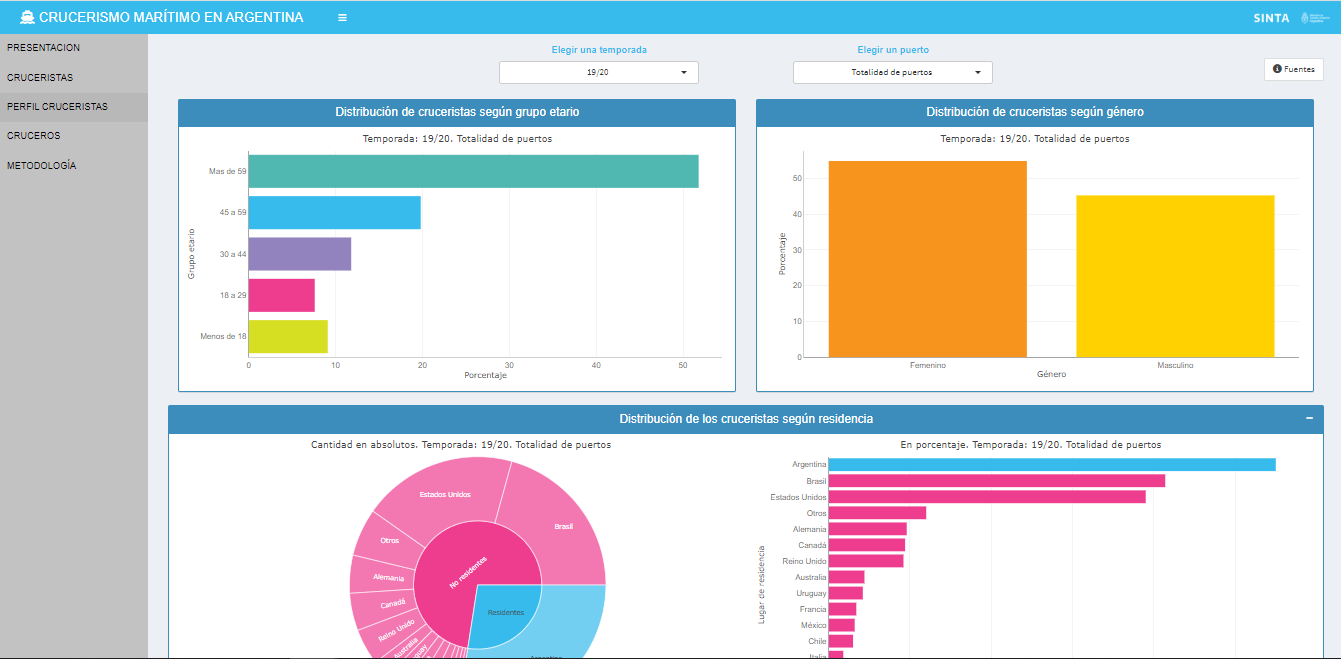 CRUCERISMO MARÍTIMO EN ARGENTINA
SINTA
PRESENTACION
CRUCERISTAS
PERFIL CRUCERISTAS
CRUCEROS
METODOLOGÍA
Elegir una temporada
19/20
Elegir un puerto
Totalidad de puertos
Fuentes
Distribución de cruceristas según grupo etario
Temporada: 19/20. Totalidad de puertos
Grupo etario
Mas de 59
45 a 59
30 a 44
18 a 29
Menos de 18
0 10 20 30 40 50
Porcentaje
Distribución de cruceristas según género
Temporada: 19/20. Totalidad de puertos
Porcentaje
50
40
30
20
10
0
Femenino Masculino
Género
Distribución de los cruceristas según residencia
Cantidad en absolutos. Temporada: 19/20. Totalidad de puertos
Estados Unidos
Brasil
Otros
Alemania
Canadá
Reino Unido
Australia
No residentes
Residentes
Argentina
En porcentaje. Temporada: 19/20. Totalidad de puertos
Lugar de residencia
Argentina
Brasil
Estados Unidos
Otros
Alemania
Canadá
Reino Unido
Australia
Uruguay
Francia
México
Chile
Italia